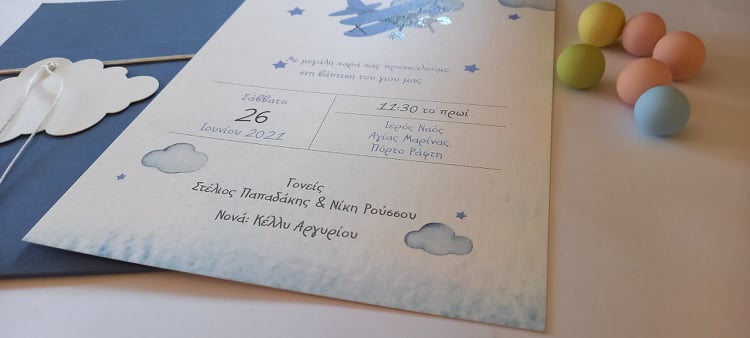 Με μεγάλη χαρά σας προσκαλούμε
στη βάπτιση του γιου μας
Σάββατο
26
Ιουνίου 2021
11:30 το πρωί
Ιερός Ναός
Αγίας Μαρίνας,
Πόρτο Ράφτη
Γονείς
Στέλιος Παπαδάκης & Νίκη Ρούσσου
Νονά: Κέλλυ Αργυρίου